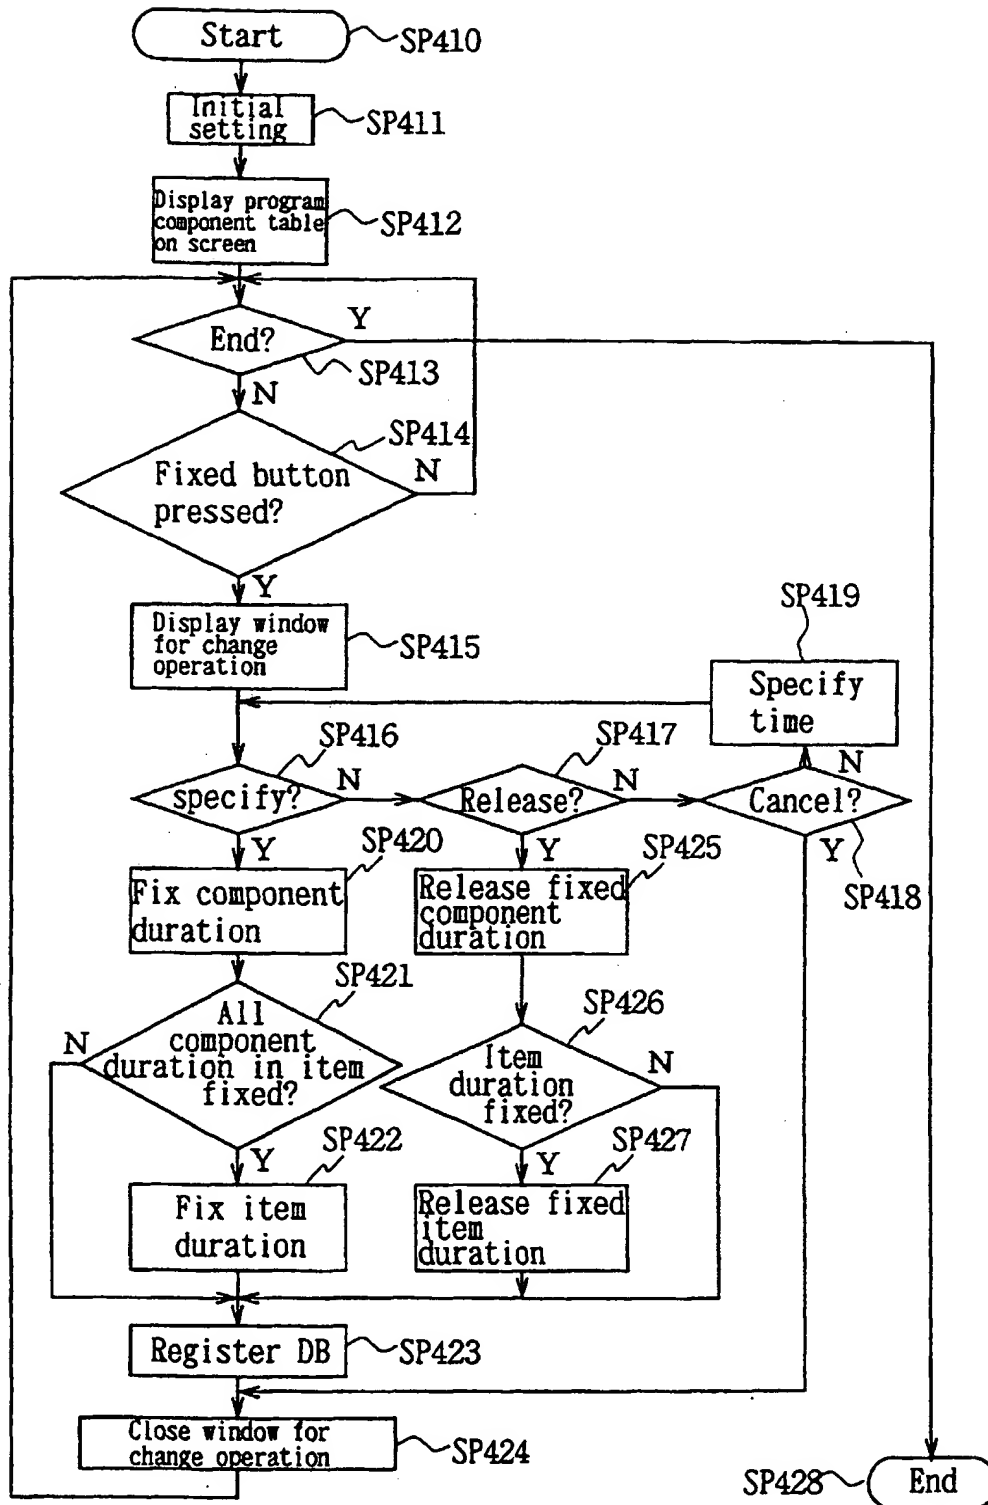 Start
SP410
Initial
setting
SP411
Display program
component table
on screen
SP412
End?
Y
SP413
N
SP414
Fixed button
pressed?
N
Y
Display window
for change
operation
SP415
SP419
Specify
time
SP416
specify?
N
SP417
Release?
N
Cancel?
N
Y
SP418
Y
SP420
Fix component
duration
Y
SP425
Release fixed
component
duration
SP421
All
component
duration in item
fixed?
N
SP426
Item
duration
fixed?
N
Y
SP422
Fix item
duration
Y
SP427
Release fixed
item
duration
Register DB
SP423
Close window for
change operation
SP424
SP428
End